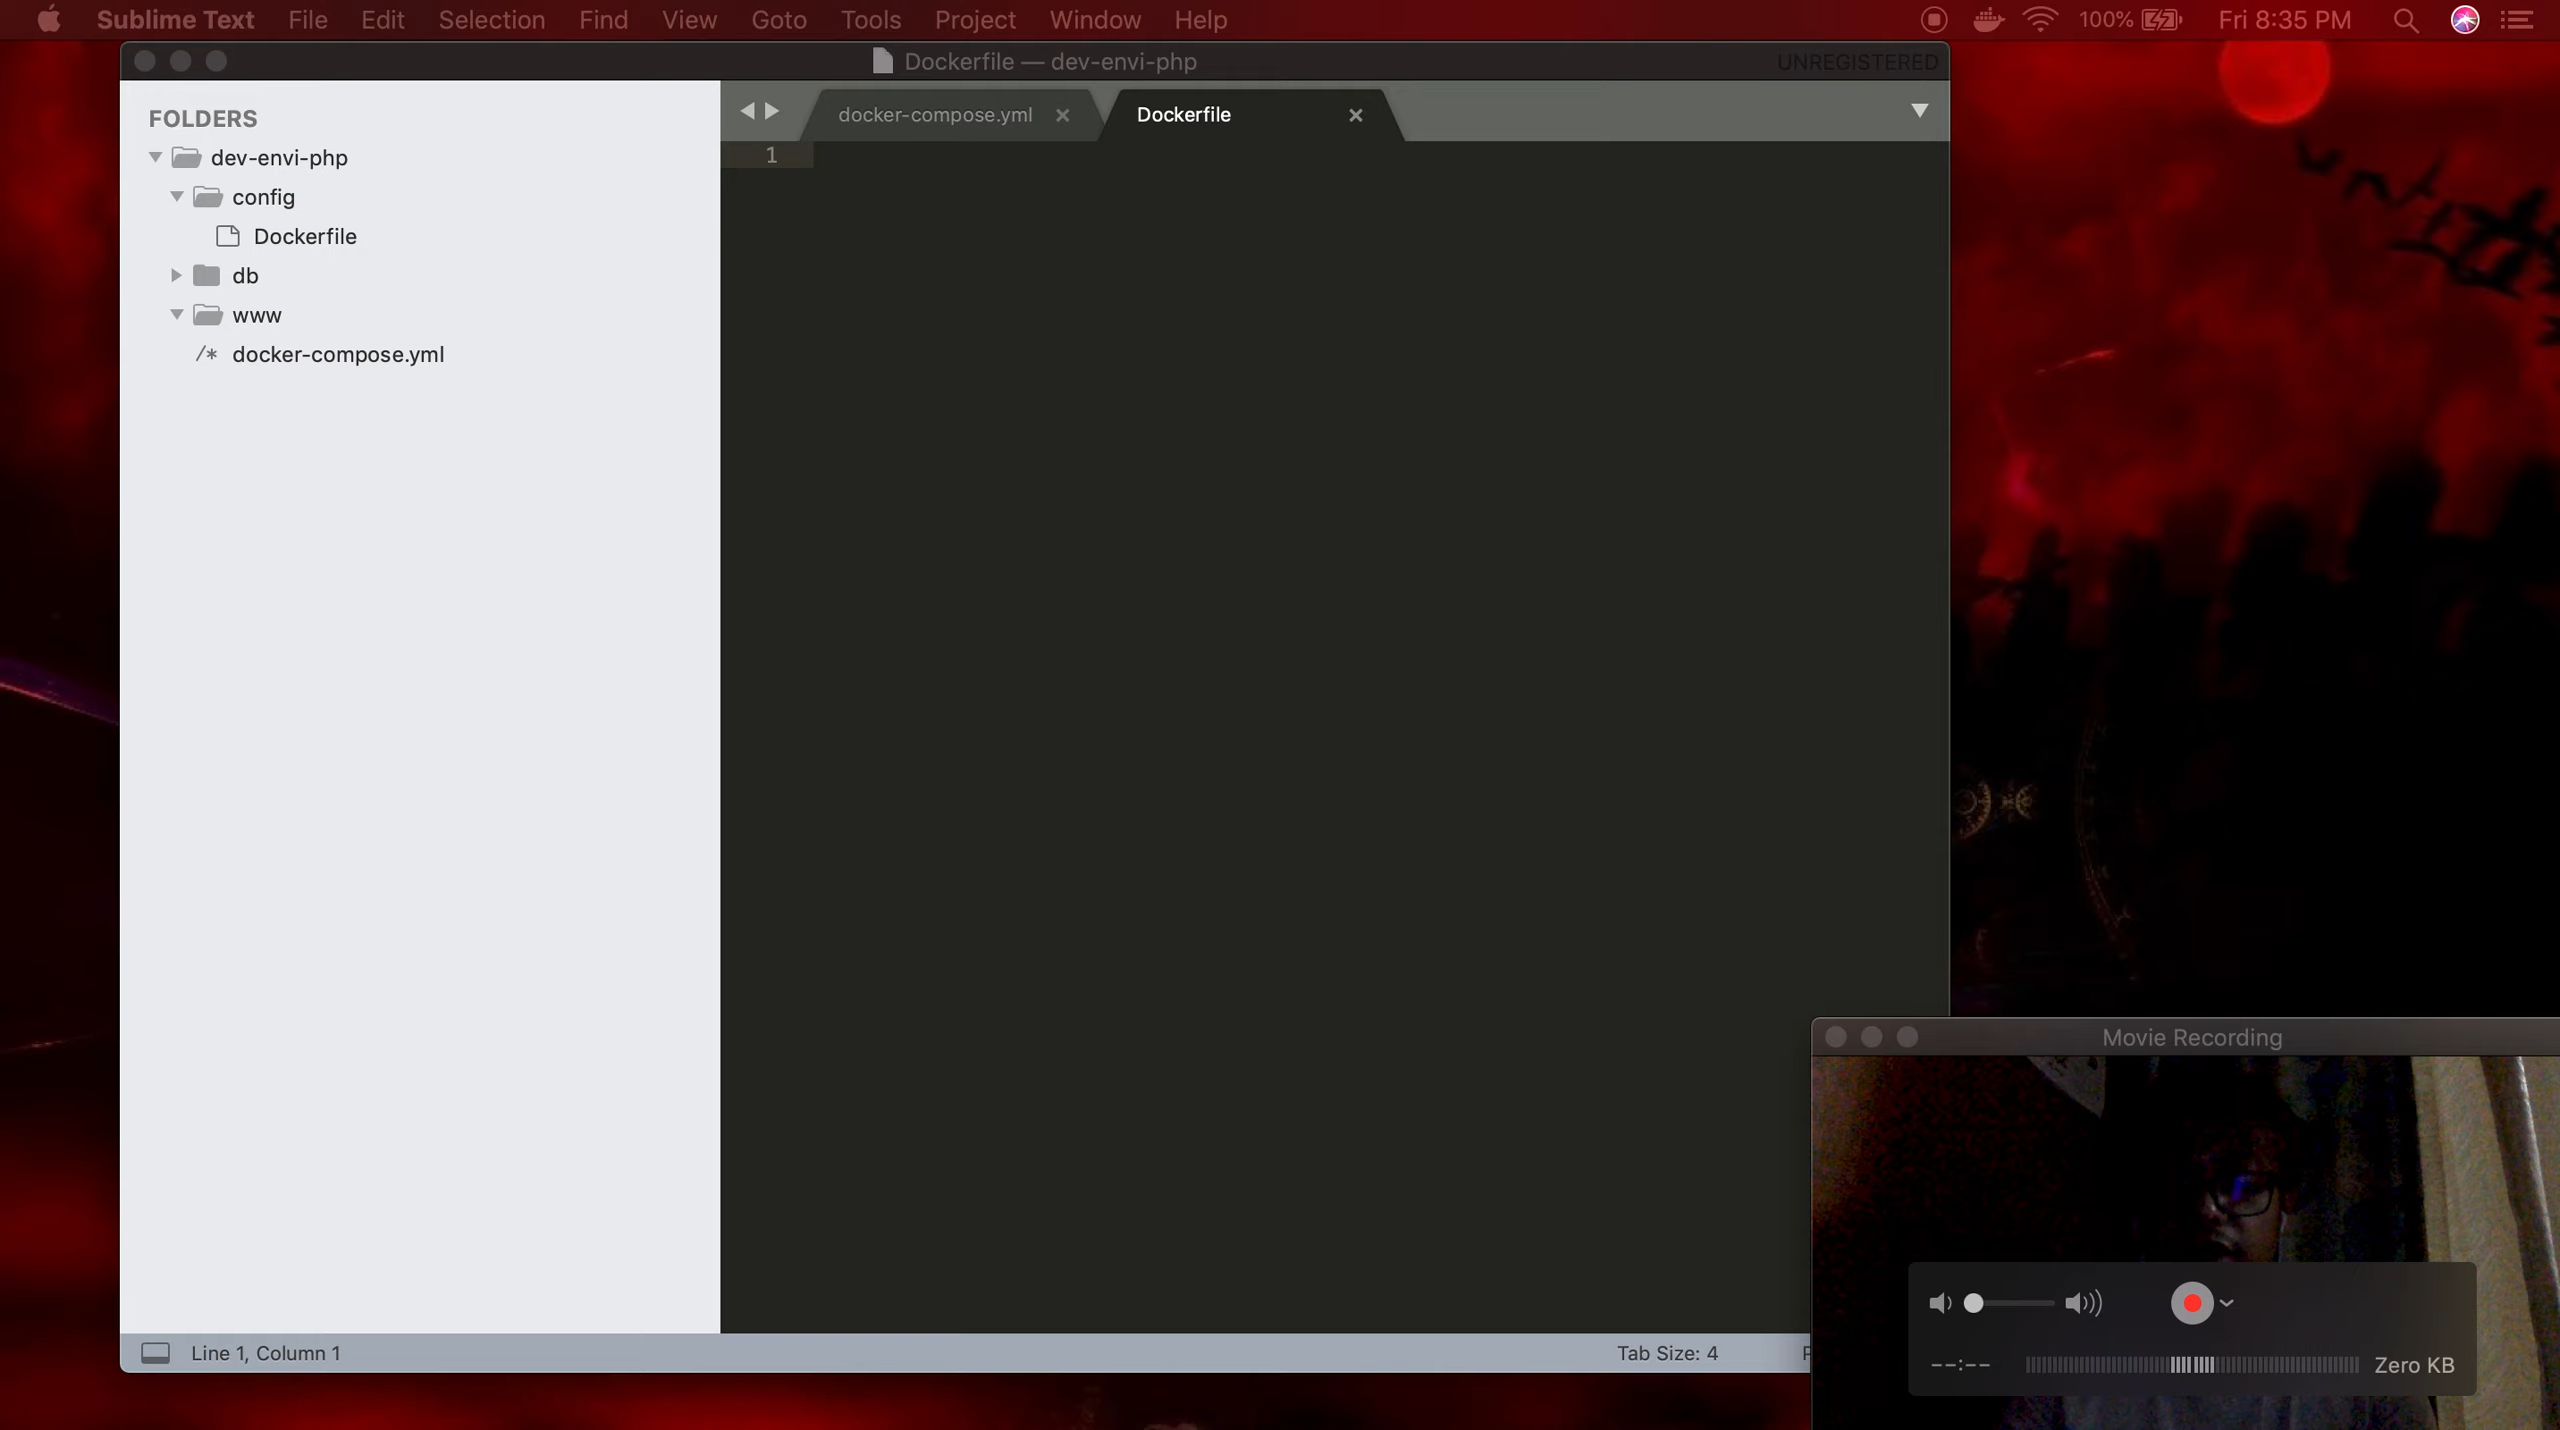 Sublime Text File Edit Selection Find View Goto Tools Project Window Help 100% Fri 8:35 PM
Dockerfile — dev-envi-php UNREGISTERED
FOLDERS
dev-envi-php
config
Dockerfile
db
www
/* docker-compose.yml
docker-compose.yml × Dockerfile ×
1
Line 1, Column 1 Tab Size: 4
Movie Recording
--:-- Zero KB